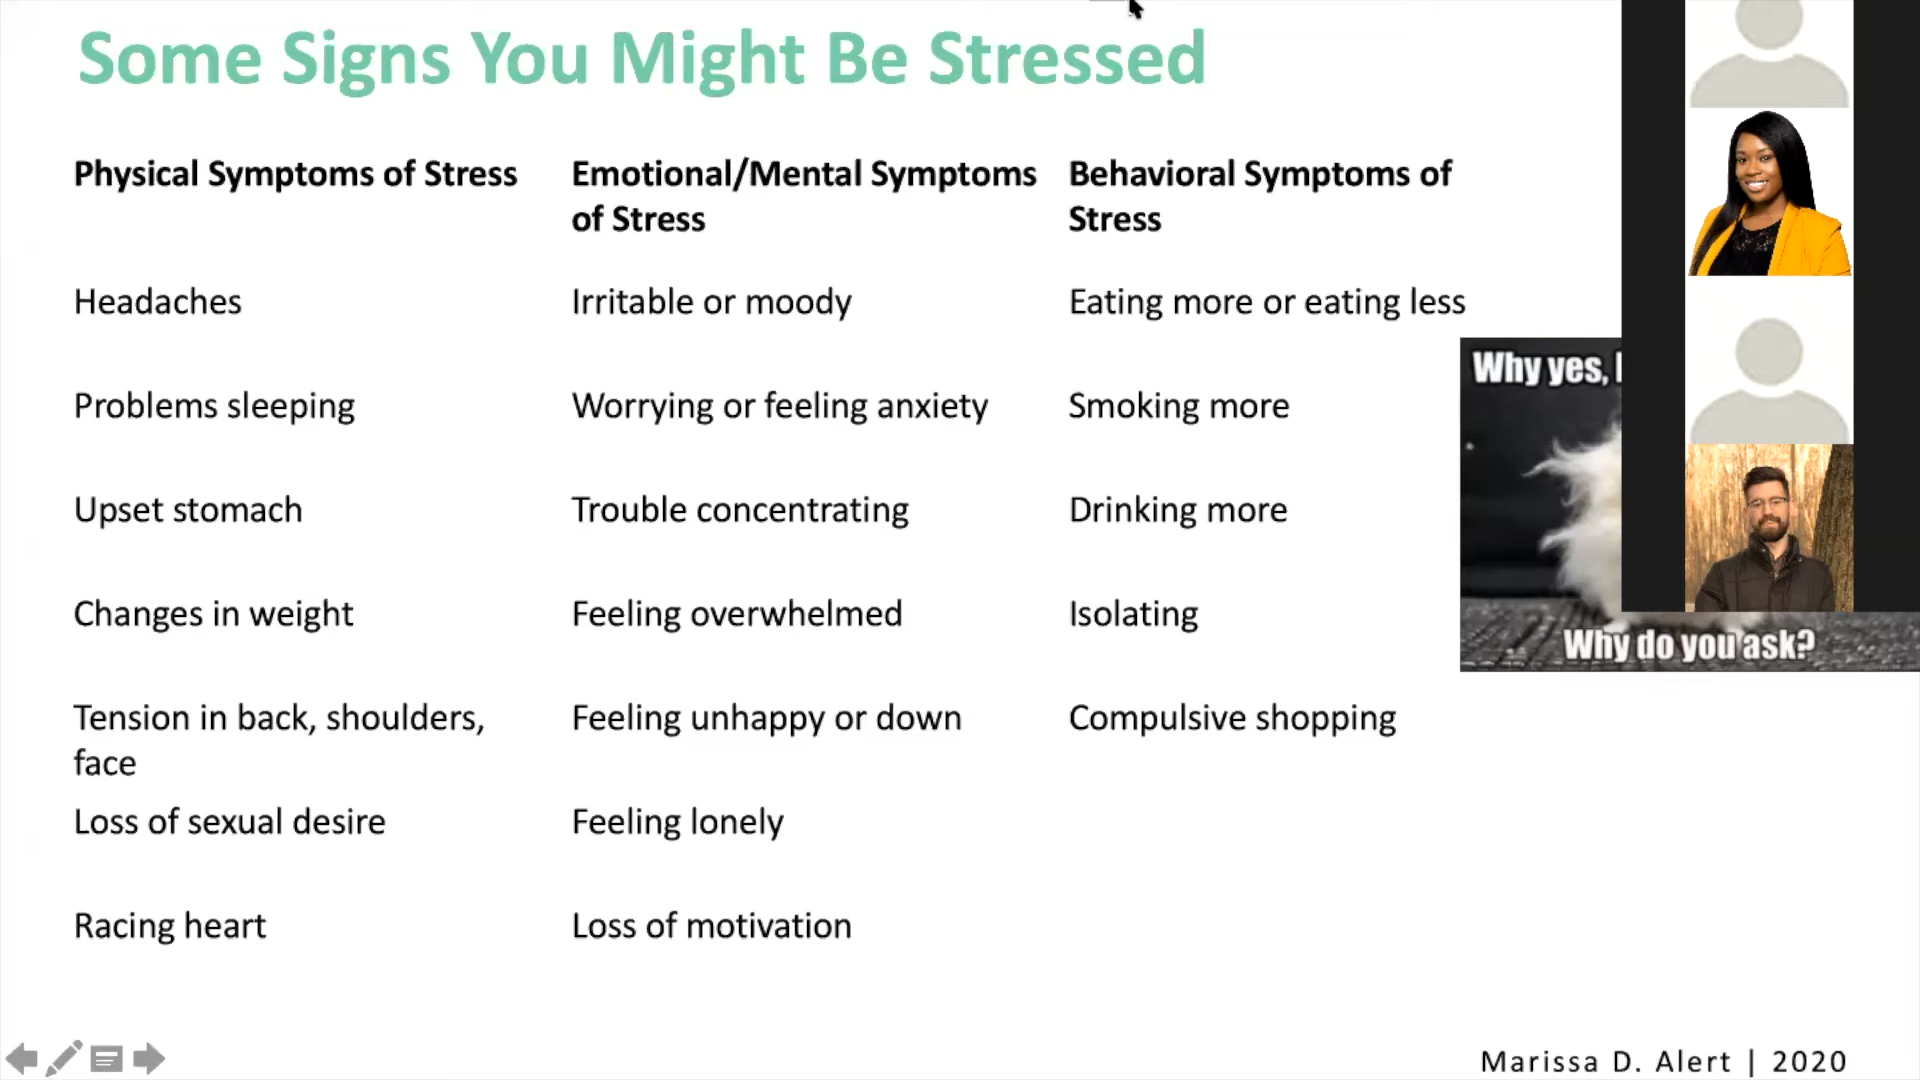 Some Signs You Might Be Stressed
Physical Symptoms of Stress
Emotional/Mental Symptoms
of Stress
Behavioral Symptoms of
Stress
Headaches
Irritable or moody
Eating more or eating less
Problems sleeping
Worrying or feeling anxiety
Smoking more
Upset stomach
Trouble concentrating
Drinking more
Changes in weight
Feeling overwhelmed
Isolating
Tension in back, shoulders,
face
Feeling unhappy or down
Compulsive shopping
Loss of sexual desire
Feeling lonely
Racing heart
Loss of motivation
Why yes,
Why do you ask?
Marissa D. Alert | 2020